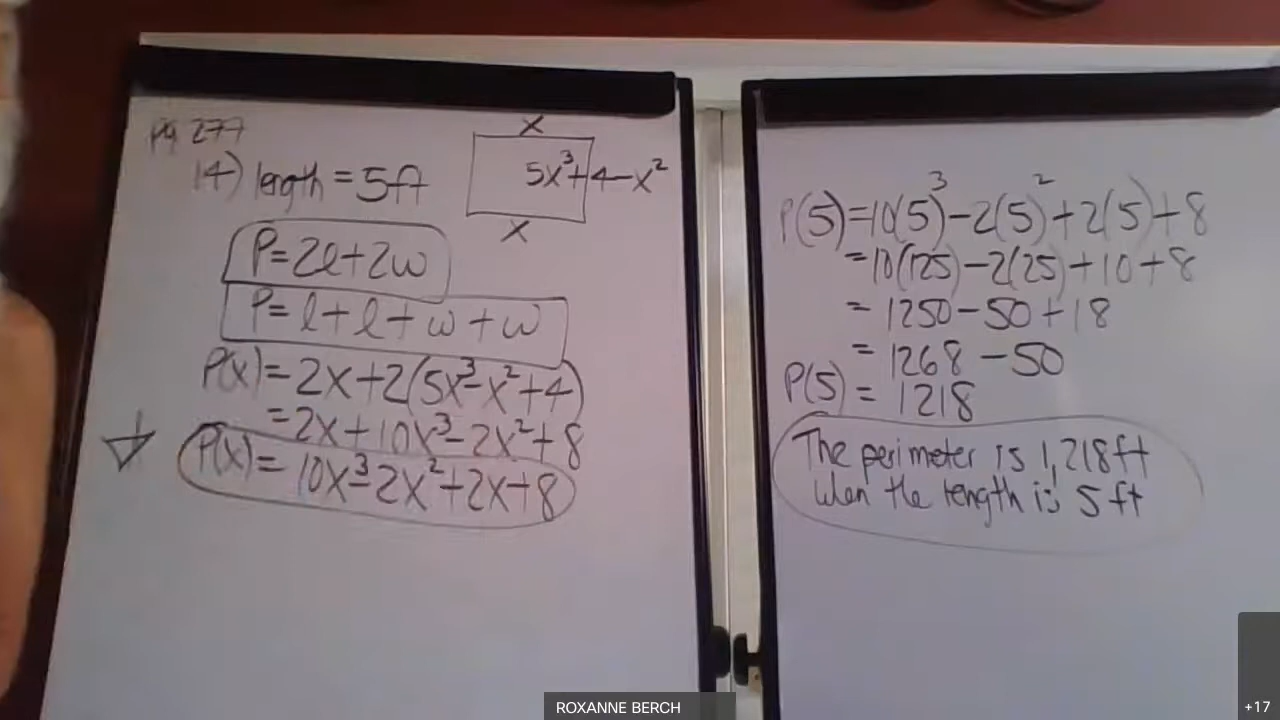 pg 277
14) length = 5ft
x
5x³+4-x²
x
P=2l+2w
P=l+l+w+w
P(x)=2x+2(5x³-x²+4)
=2x+10x³-2x²+8
P(x)=10x³-2x²+2x+8
P(5)=10(5)³-2(5)²+2(5)+8
=10(125)-2(25)+10+8
=1250-50+18
=1268-50
P(5)=1218
The perimeter is 1,218ft
when the length is 5ft
ROXANNE BERCH
+17